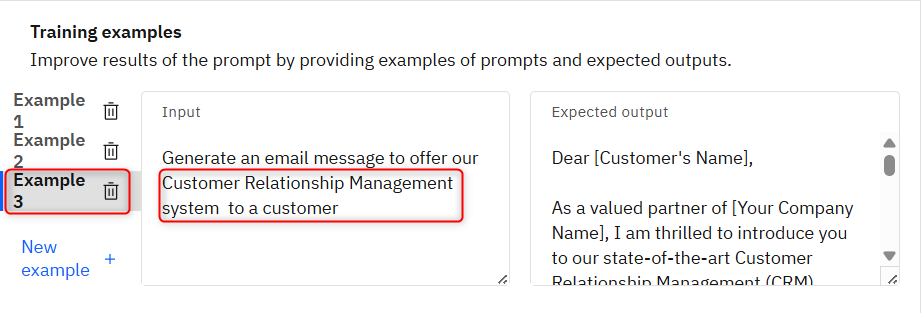 Training examples
Improve results of the prompt by providing examples of prompts and expected outputs.
Example
1
Example
2
Example
3
New
example +
Input
Generate an email message to offer our
Customer Relationship Management
system  to a customer
Expected output
Dear [Customer's Name],
As a valued partner of [Your Company
Name], I am thrilled to introduce you
to our state-of-the-art Customer
Relationship Management (CRM)